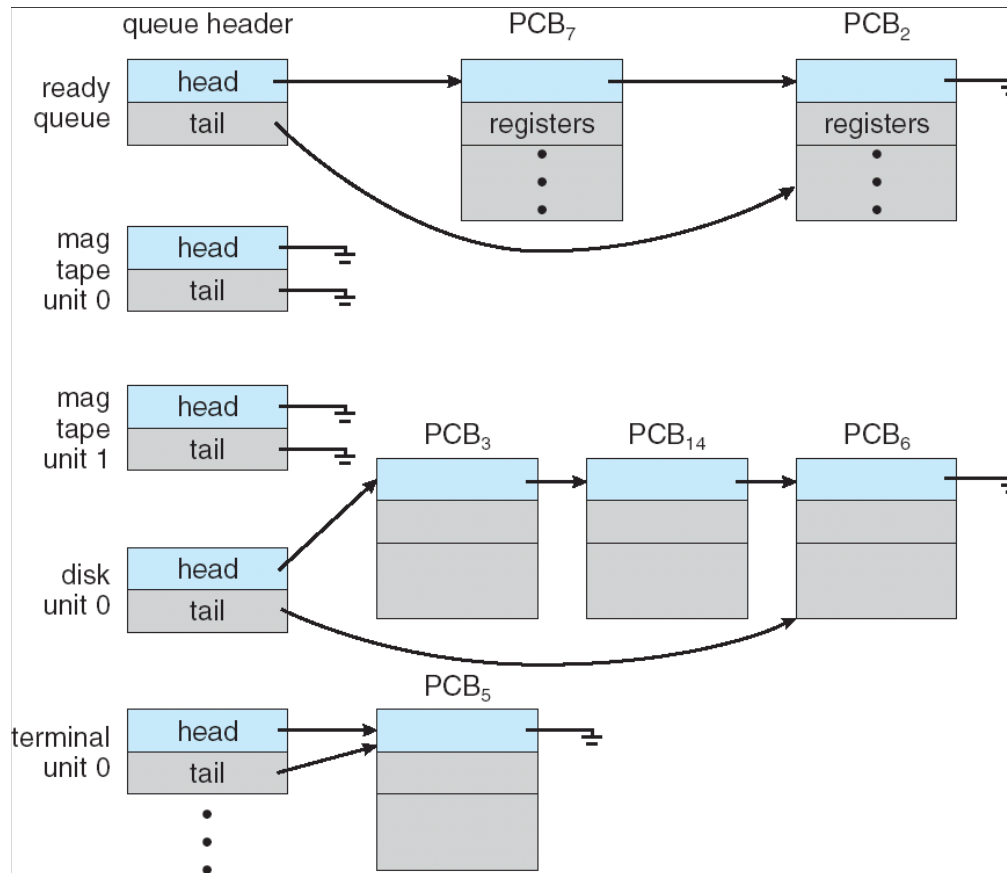 queue header
PCB₇
PCB₂
ready
queue
head
tail
registers
registers
mag
tape
unit 0
head
tail
mag
tape
unit 1
head
tail
PCB₃
PCB₁₄
PCB₆
disk
unit 0
head
tail
PCB₅
terminal
unit 0
head
tail